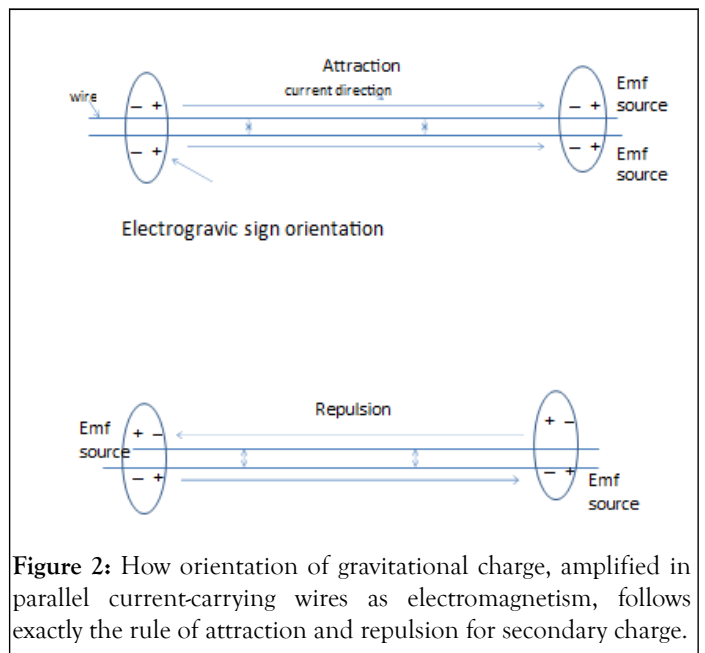 Attraction
current direction
wire
Emf
source
– +
– +
– +
– +
Emf
source
Electrogravic sign orientation
Repulsion
Emf
source
+ –
+ –
– +
– +
Emf
source
Figure 2: How orientation of gravitational charge, amplified in
parallel current-carrying wires as electromagnetism, follows
exactly the rule of attraction and repulsion for secondary charge.